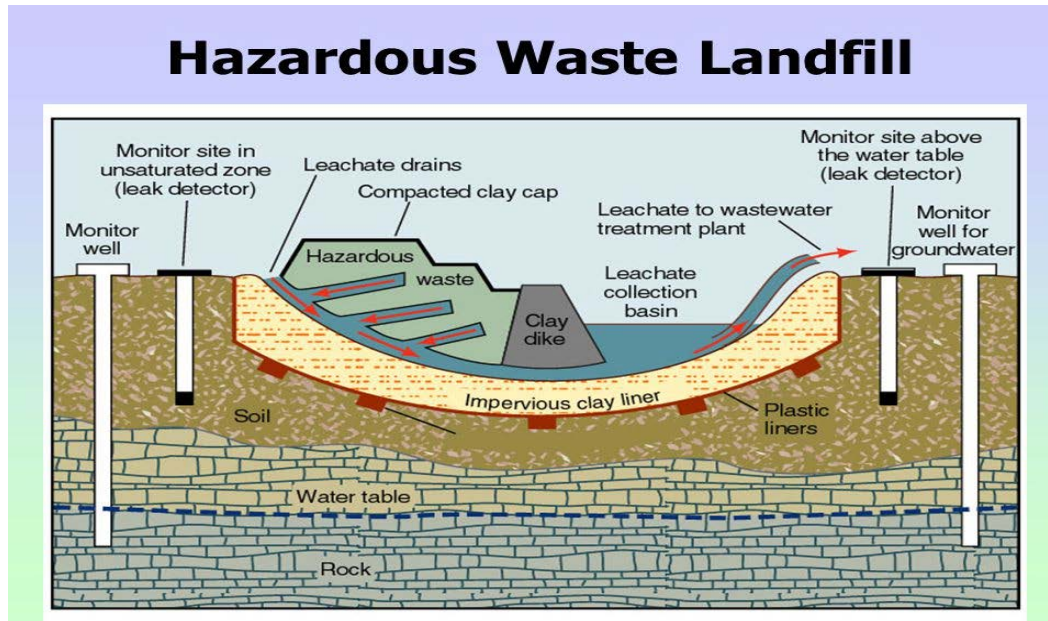 Hazardous Waste Landfill
Monitor site in
unsaturated zone
(leak detector)
Leachate drains
Compacted clay cap
Monitor site above
the water table
(leak detector)
Leachate to wastewater
treatment plant
Monitor
well
Monitor
well for
groundwater
Hazardous
waste
Leachate
collection
basin
Clay
dike
Impervious clay liner
Soil
Plastic
liners
Water table
Rock